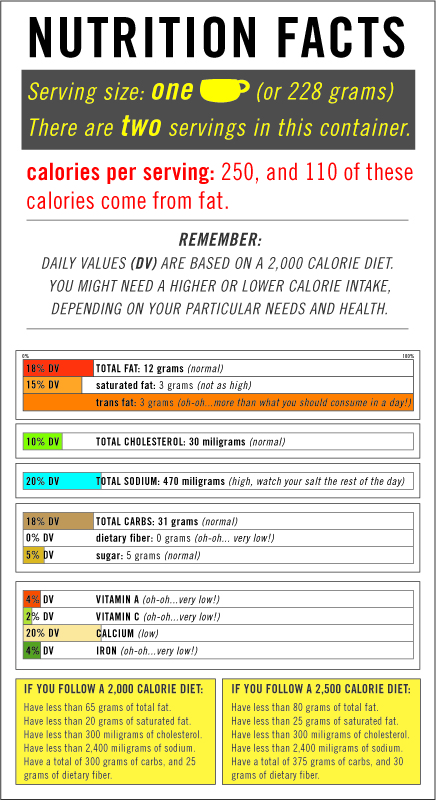 NUTRITION FACTS
Serving size: one (or 228 grams)
There are two servings in this container.
calories per serving: 250, and 110 of these
calories come from fat.
REMEMBER:
DAILY VALUES (DV) ARE BASED ON A 2,000 CALORIE DIET.
YOU MIGHT NEED A HIGHER OR LOWER CALORIE INTAKE,
DEPENDING ON YOUR PARTICULAR NEEDS AND HEALTH.
0% 100%
18% DV TOTAL FAT: 12 grams (normal)
15% DV saturated fat: 3 grams (not as high)
trans fat: 3 grams (oh-oh...more than what you should consume in a day!)
10% DV TOTAL CHOLESTEROL: 30 miligrams (normal)
20% DV TOTAL SODIUM: 470 miligrams (high, watch your salt the rest of the day)
18% DV TOTAL CARBS: 31 grams (normal)
0% DV dietary fiber: 0 grams (oh-oh... very low!)
5% DV sugar: 5 grams (normal)
4% DV VITAMIN A (oh-oh...very low!)
2% DV VITAMIN C (oh-oh...very low!)
20% DV CALCIUM (low)
4% DV IRON (oh-oh...very low!)
IF YOU FOLLOW A 2,000 CALORIE DIET:
Have less than 65 grams of total fat.
Have less than 20 grams of saturated fat.
Have less than 300 miligrams of cholesterol.
Have less than 2,400 miligrams of sodium.
Have a total of 300 grams of carbs, and 25
grams of dietary fiber.
IF YOU FOLLOW A 2,500 CALORIE DIET:
Have less than 80 grams of total fat.
Have less than 25 grams of saturated fat.
Have less than 300 miligrams of cholesterol.
Have less than 2,400 miligrams of sodium.
Have a total of 375 grams of carbs, and 30
grams of dietary fiber.